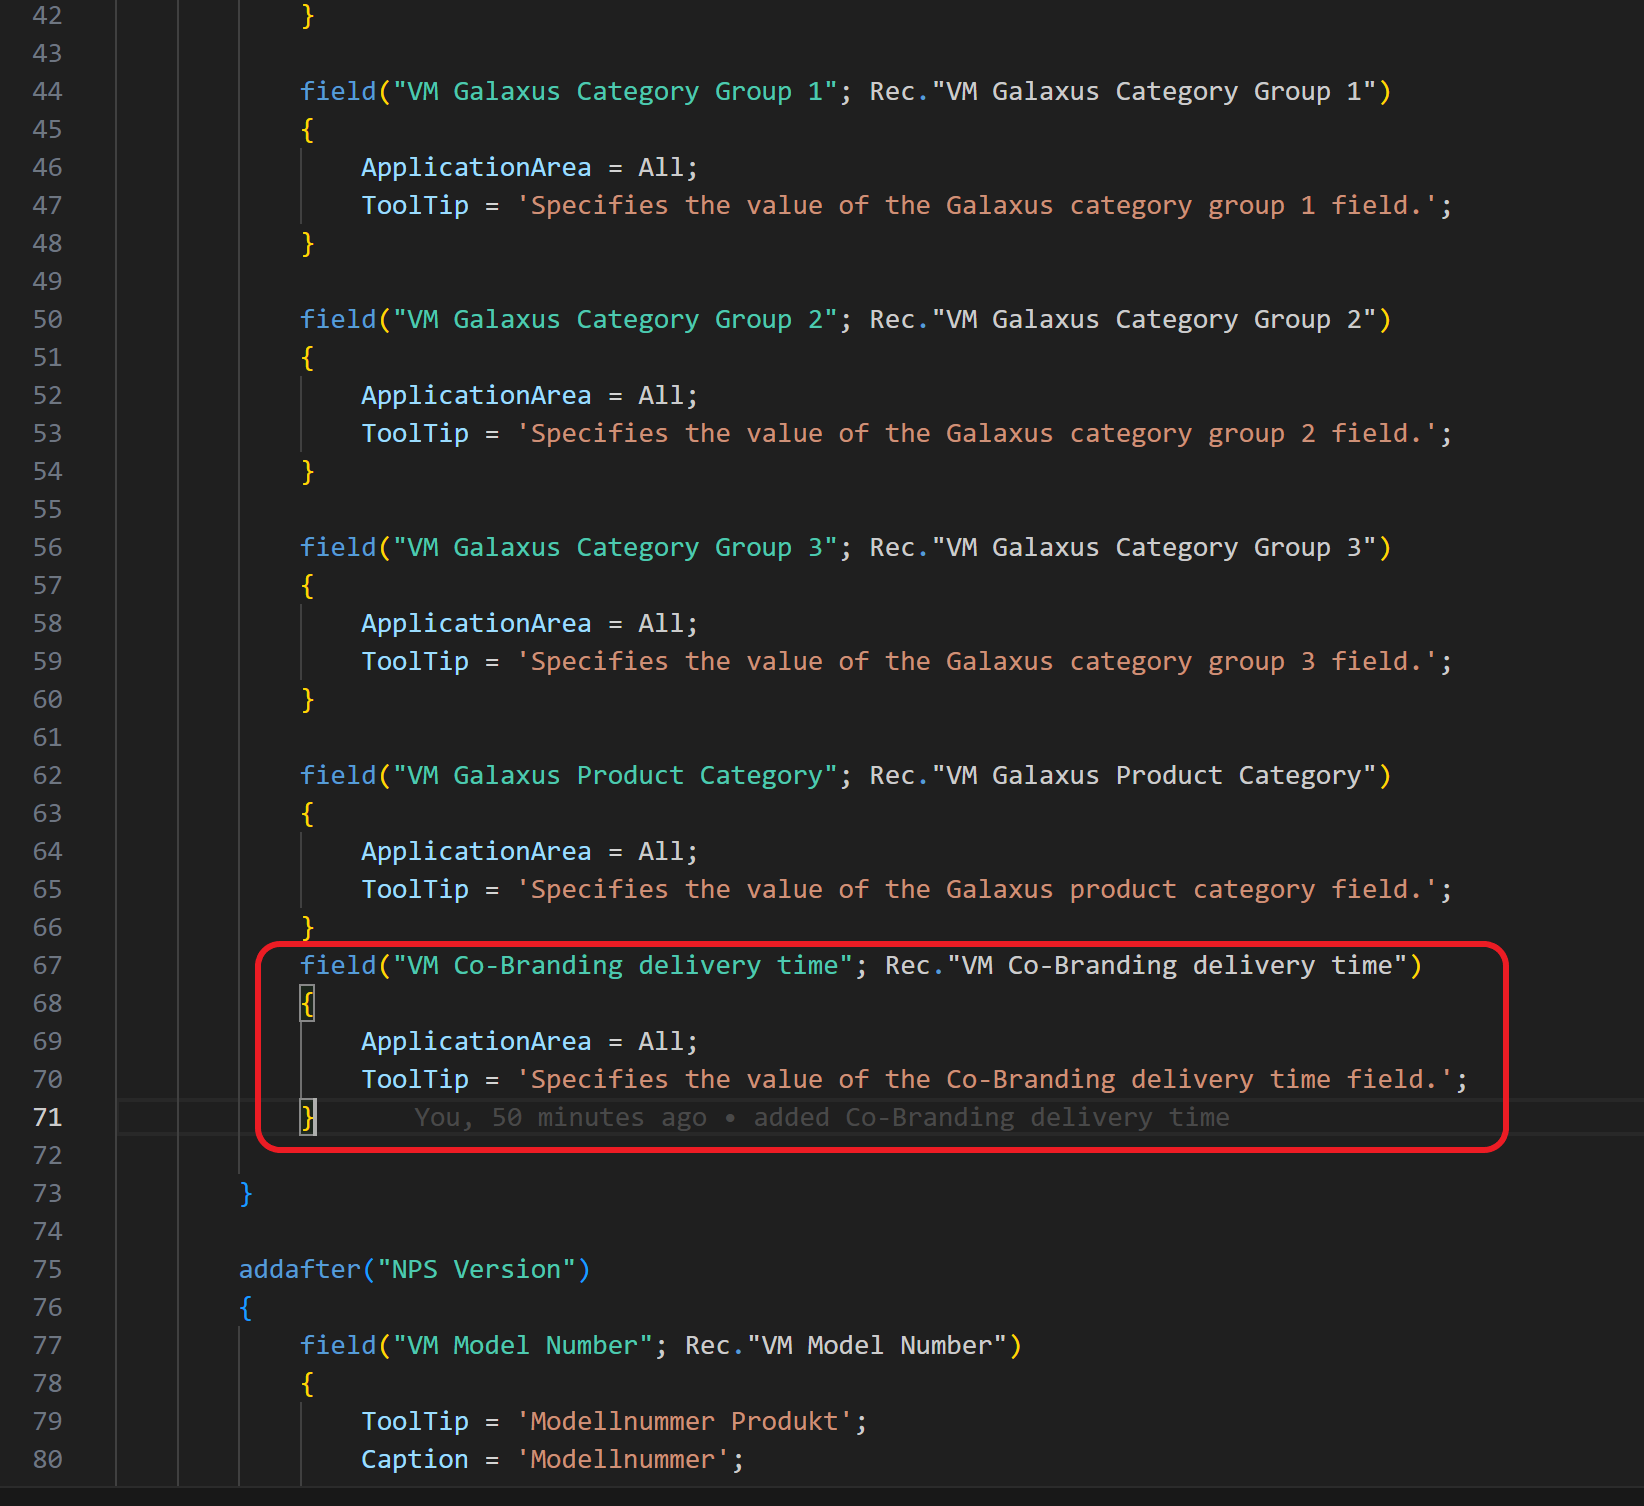 42 }
43
44 field("VM Galaxus Category Group 1"; Rec."VM Galaxus Category Group 1")
45 {
46 ApplicationArea = All;
47 ToolTip = 'Specifies the value of the Galaxus category group 1 field.';
48 }
49
50 field("VM Galaxus Category Group 2"; Rec."VM Galaxus Category Group 2")
51 {
52 ApplicationArea = All;
53 ToolTip = 'Specifies the value of the Galaxus category group 2 field.';
54 }
55
56 field("VM Galaxus Category Group 3"; Rec."VM Galaxus Category Group 3")
57 {
58 ApplicationArea = All;
59 ToolTip = 'Specifies the value of the Galaxus category group 3 field.';
60 }
61
62 field("VM Galaxus Product Category"; Rec."VM Galaxus Product Category")
63 {
64 ApplicationArea = All;
65 ToolTip = 'Specifies the value of the Galaxus product category field.';
66 }
67 field("VM Co-Branding delivery time"; Rec."VM Co-Branding delivery time")
68 {
69 ApplicationArea = All;
70 ToolTip = 'Specifies the value of the Co-Branding delivery time field.';
71 } You, 50 minutes ago • added Co-Branding delivery time
72
73 }
74
75 addafter("NPS Version")
76 {
77 field("VM Model Number"; Rec."VM Model Number")
78 {
79 ToolTip = 'Modellnummer Produkt';
80 Caption = 'Modellnummer';